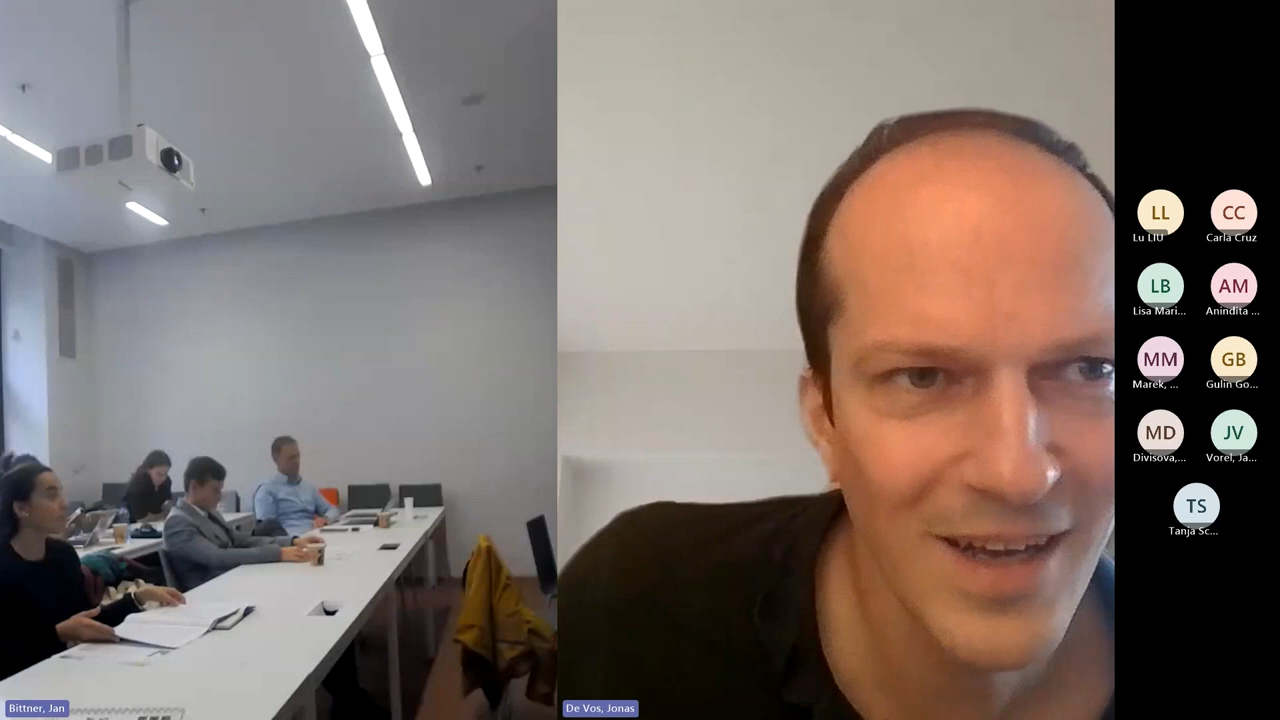 Bittner, Jan
De Vos, Jonas
LL
Lu LIU
CC
Carla Cruz
LB
Lisa Mari...
AM
Anindita ...
MM
Marek, ...
GB
Gulin Go...
MD
Divisova,...
JV
Vorel, Ja...
TS
Tanja Sc...